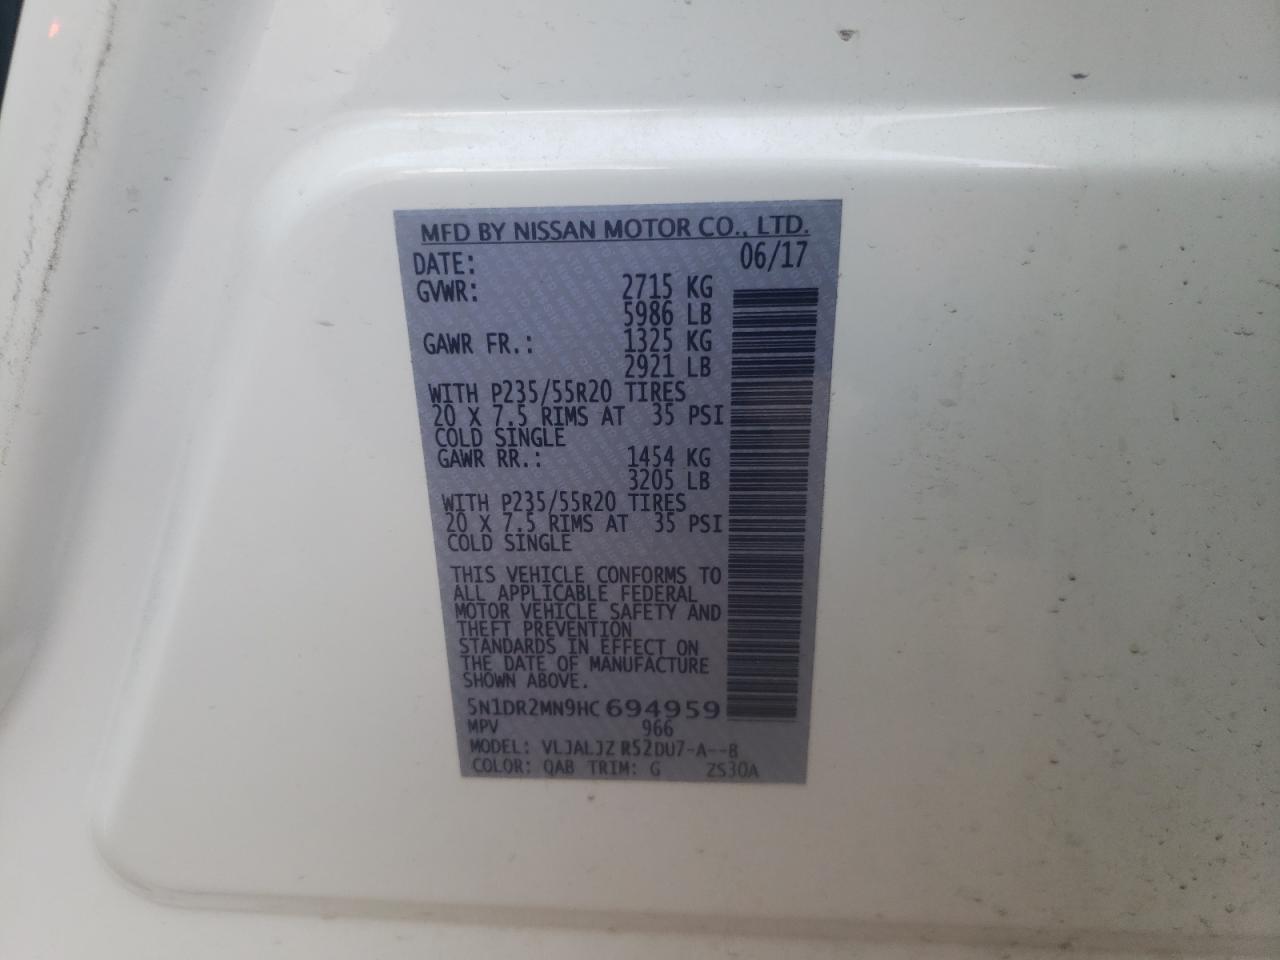 MFD BY NISSAN MOTOR CO., LTD.
DATE: 06/17
GVWR: 2715 KG
5986 LB
GAWR FR.: 1325 KG
2921 LB
WITH P235/55R20 TIRES
20 X 7.5 RIMS AT 35 PSI
COLD SINGLE
GAWR RR.: 1454 KG
3205 LB
WITH P235/55R20 TIRES
20 X 7.5 RIMS AT 35 PSI
COLD SINGLE
THIS VEHICLE CONFORMS TO
ALL APPLICABLE FEDERAL
MOTOR VEHICLE SAFETY AND
THEFT PREVENTION
STANDARDS IN EFFECT ON
THE DATE OF MANUFACTURE
SHOWN ABOVE.
5N1DR2MN9HC694959
MPV 966
MODEL: VLJALJZ R52DU7-A--B
COLOR: QAB TRIM: G ZS30A